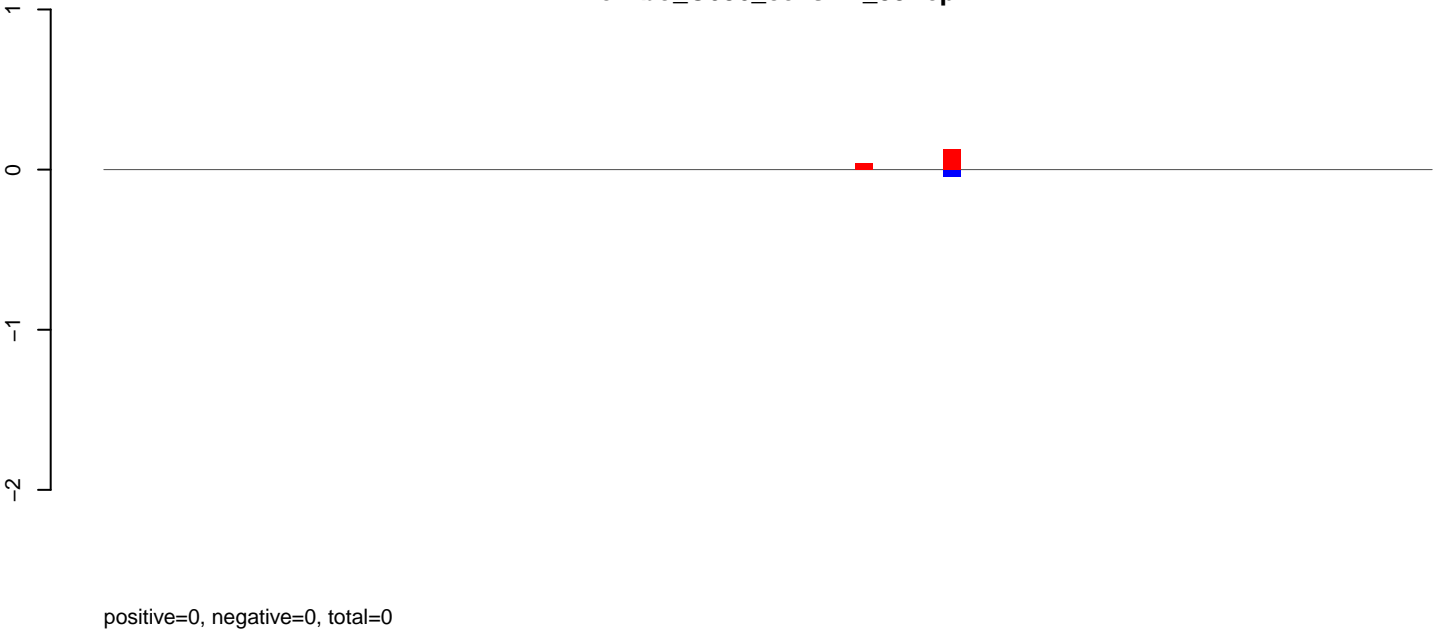 1
0
−1
−2
positive=0, negative=0, total=0